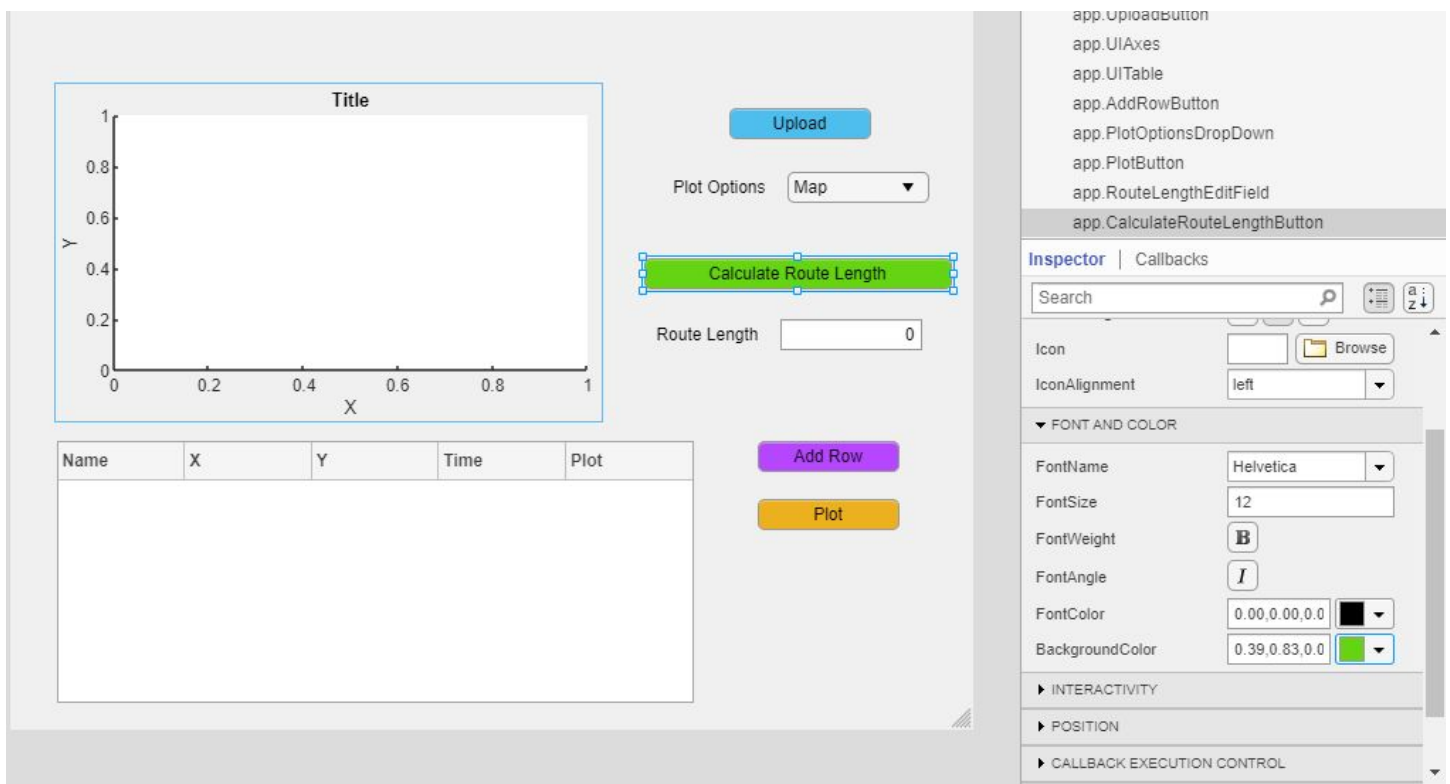 Title
1
0.8
0.6
0.4
0.2
0
Y
0 0.2 0.4 0.6 0.8 1
X
Upload
Plot Options Map
Calculate Route Length
Route Length 0
Name X Y Time Plot
Add Row
Plot
app.UploadButton
app.UIAxes
app.UITable
app.AddRowButton
app.PlotOptionsDropDown
app.PlotButton
app.RouteLengthEditField
app.CalculateRouteLengthButton
Inspector | Callbacks
Search
a z
Icon Browse
IconAlignment left
FONT AND COLOR
FontName Helvetica
FontSize 12
FontWeight B
FontAngle I
FontColor 0.00,0.00,0.0
BackgroundColor 0.39,0.83,0.0
INTERACTIVITY
POSITION
CALLBACK EXECUTION CONTROL